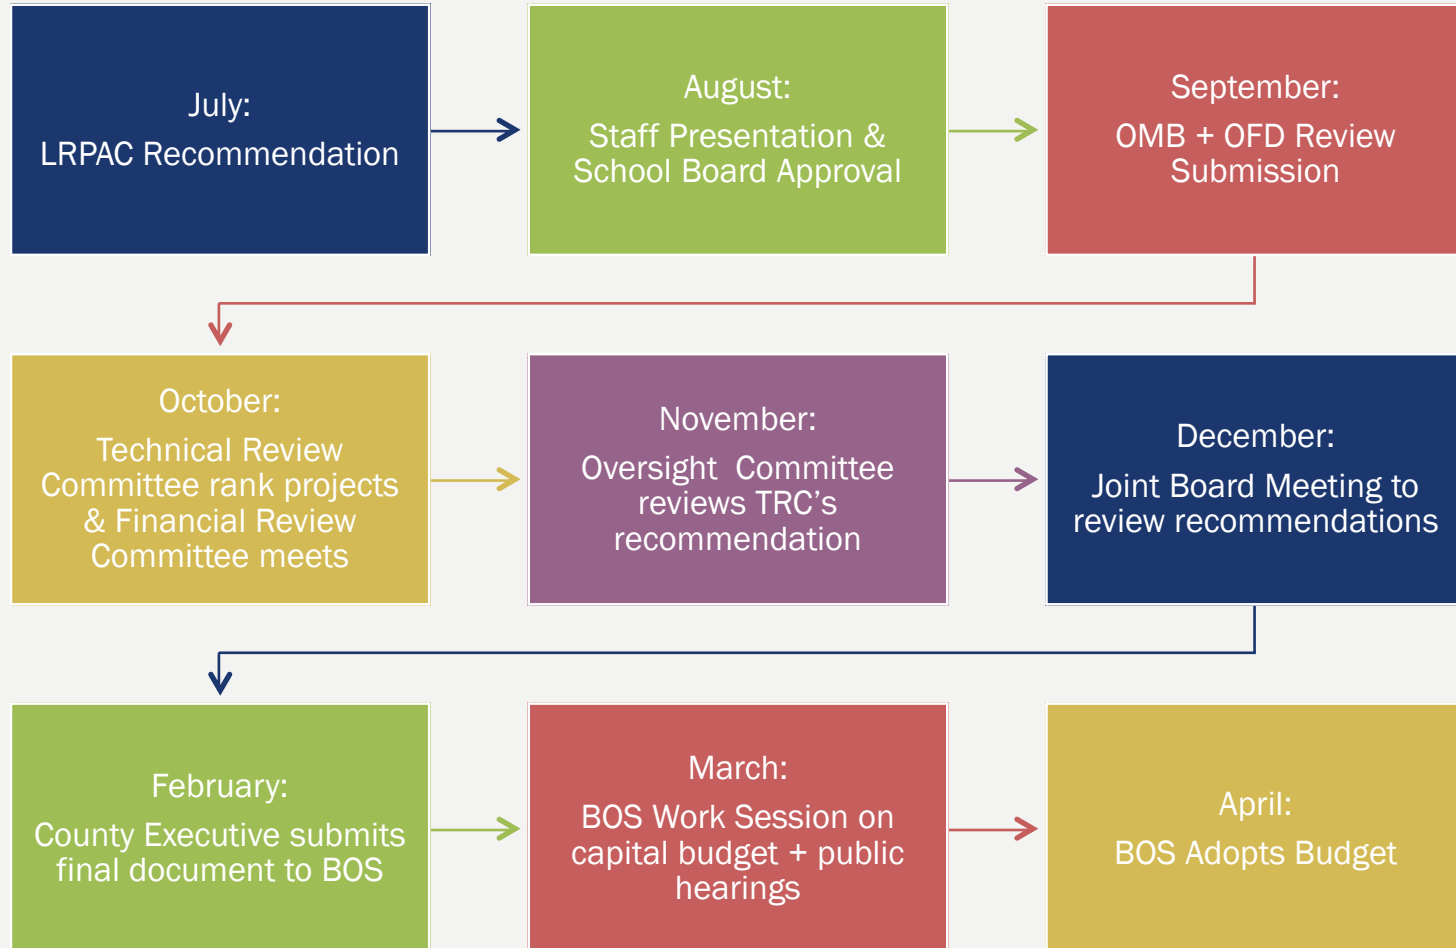 July:
LRPAC Recommendation
August:
Staff Presentation &
School Board Approval
September:
OMB + OFD Review
Submission
October:
Technical Review
Committee rank projects
& Financial Review
Committee meets
November:
Oversight  Committee
reviews TRC’s
recommendation
December:
Joint Board Meeting to
review recommendations
February:
County Executive submits
final document to BOS
March:
BOS Work Session on
capital budget + public
hearings
April:
BOS Adopts Budget